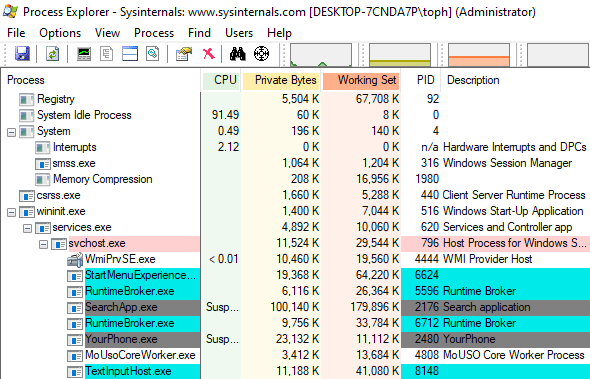 Process Explorer - Sysinternals: www.sysinternals.com [DESKTOP-7CNDA7P\toph] (Administrator)
File Options View Process Find Users Help
Process CPU Private Bytes Working Set PID Description
Registry 5,504 K 67,708 K 92
System Idle Process 91.49 60 K 8 K 0
System 0.49 196 K 140 K 4
Interrupts 2.12 0 K 0 K n/a Hardware Interrupts and DPCs
smss.exe 1,064 K 1,204 K 316 Windows Session Manager
Memory Compression 208 K 16,956 K 1980
csrss.exe 1,660 K 5,288 K 440 Client Server Runtime Process
wininit.exe 1,400 K 7,044 K 516 Windows Start-Up Application
services.exe 4,892 K 10,060 K 620 Services and Controller app
svchost.exe 11,524 K 29,544 K 796 Host Process for Windows S...
WmiPrvSE.exe < 0.01 10,460 K 19,560 K 4444 WMI Provider Host
StartMenuExperience... 19,368 K 64,220 K 6624
RuntimeBroker.exe 6,116 K 26,364 K 5596 Runtime Broker
SearchApp.exe Susp... 100,140 K 179,896 K 2176 Search application
RuntimeBroker.exe 9,756 K 33,784 K 6712 Runtime Broker
YourPhone.exe Susp... 23,132 K 11,112 K 2480 YourPhone
MoUsoCoreWorker.exe 3,412 K 13,684 K 4808 MoUSO Core Worker Process
TextInputHost.exe 11,188 K 41,080 K 8148